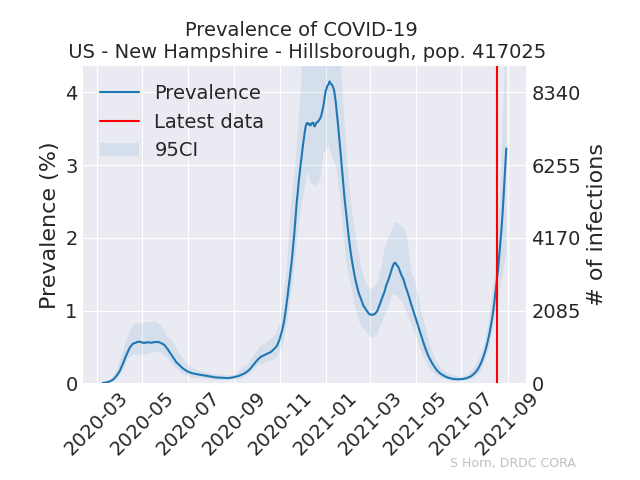 Prevalence of COVID-19
US - New Hampshire - Hillsborough, pop. 417025
Prevalence
Latest data
95CI
Prevalence (%)
4
3
2
1
0
8340
6255
4170
2085
0
# of infections
2020-03
2020-05
2020-07
2020-09
2020-11
2021-01
2021-03
2021-05
2021-07
2021-09
S Horn, DRDC CORA